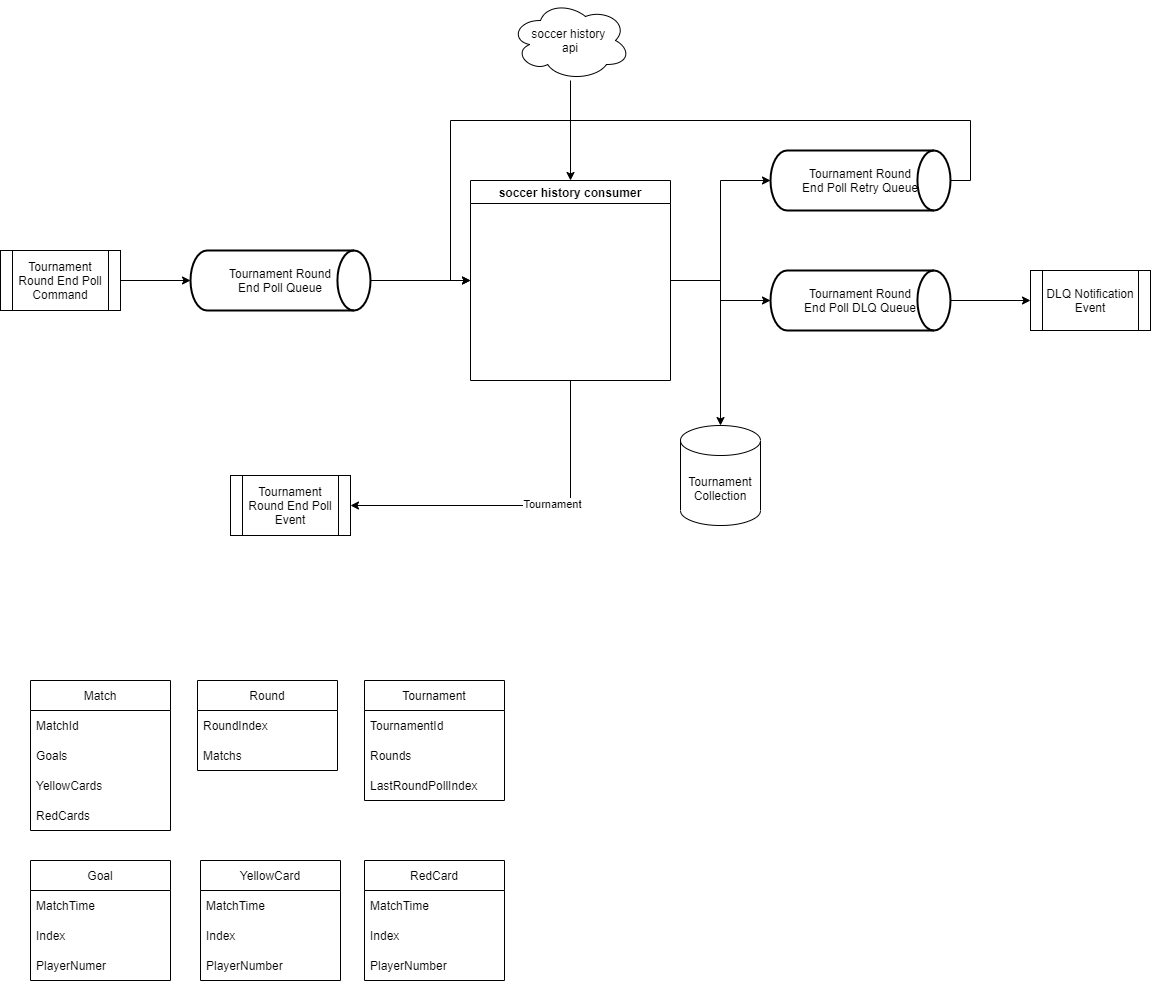 soccer history
api
soccer history consumer
Tournament Round
End Poll Retry Queue
Tournament
Round End Poll
Command
Tournament Round
End Poll Queue
Tournament Round
End Poll DLQ Queue
DLQ Notification
Event
Tournament
Round End Poll
Event
Tournament
Tournament
Collection
Match
MatchId
Goals
YellowCards
RedCards
Round
RoundIndex
Matchs
Tournament
TournamentId
Rounds
LastRoundPollIndex
Goal
MatchTime
Index
PlayerNumer
YellowCard
MatchTime
Index
PlayerNumber
RedCard
MatchTime
Index
PlayerNumber